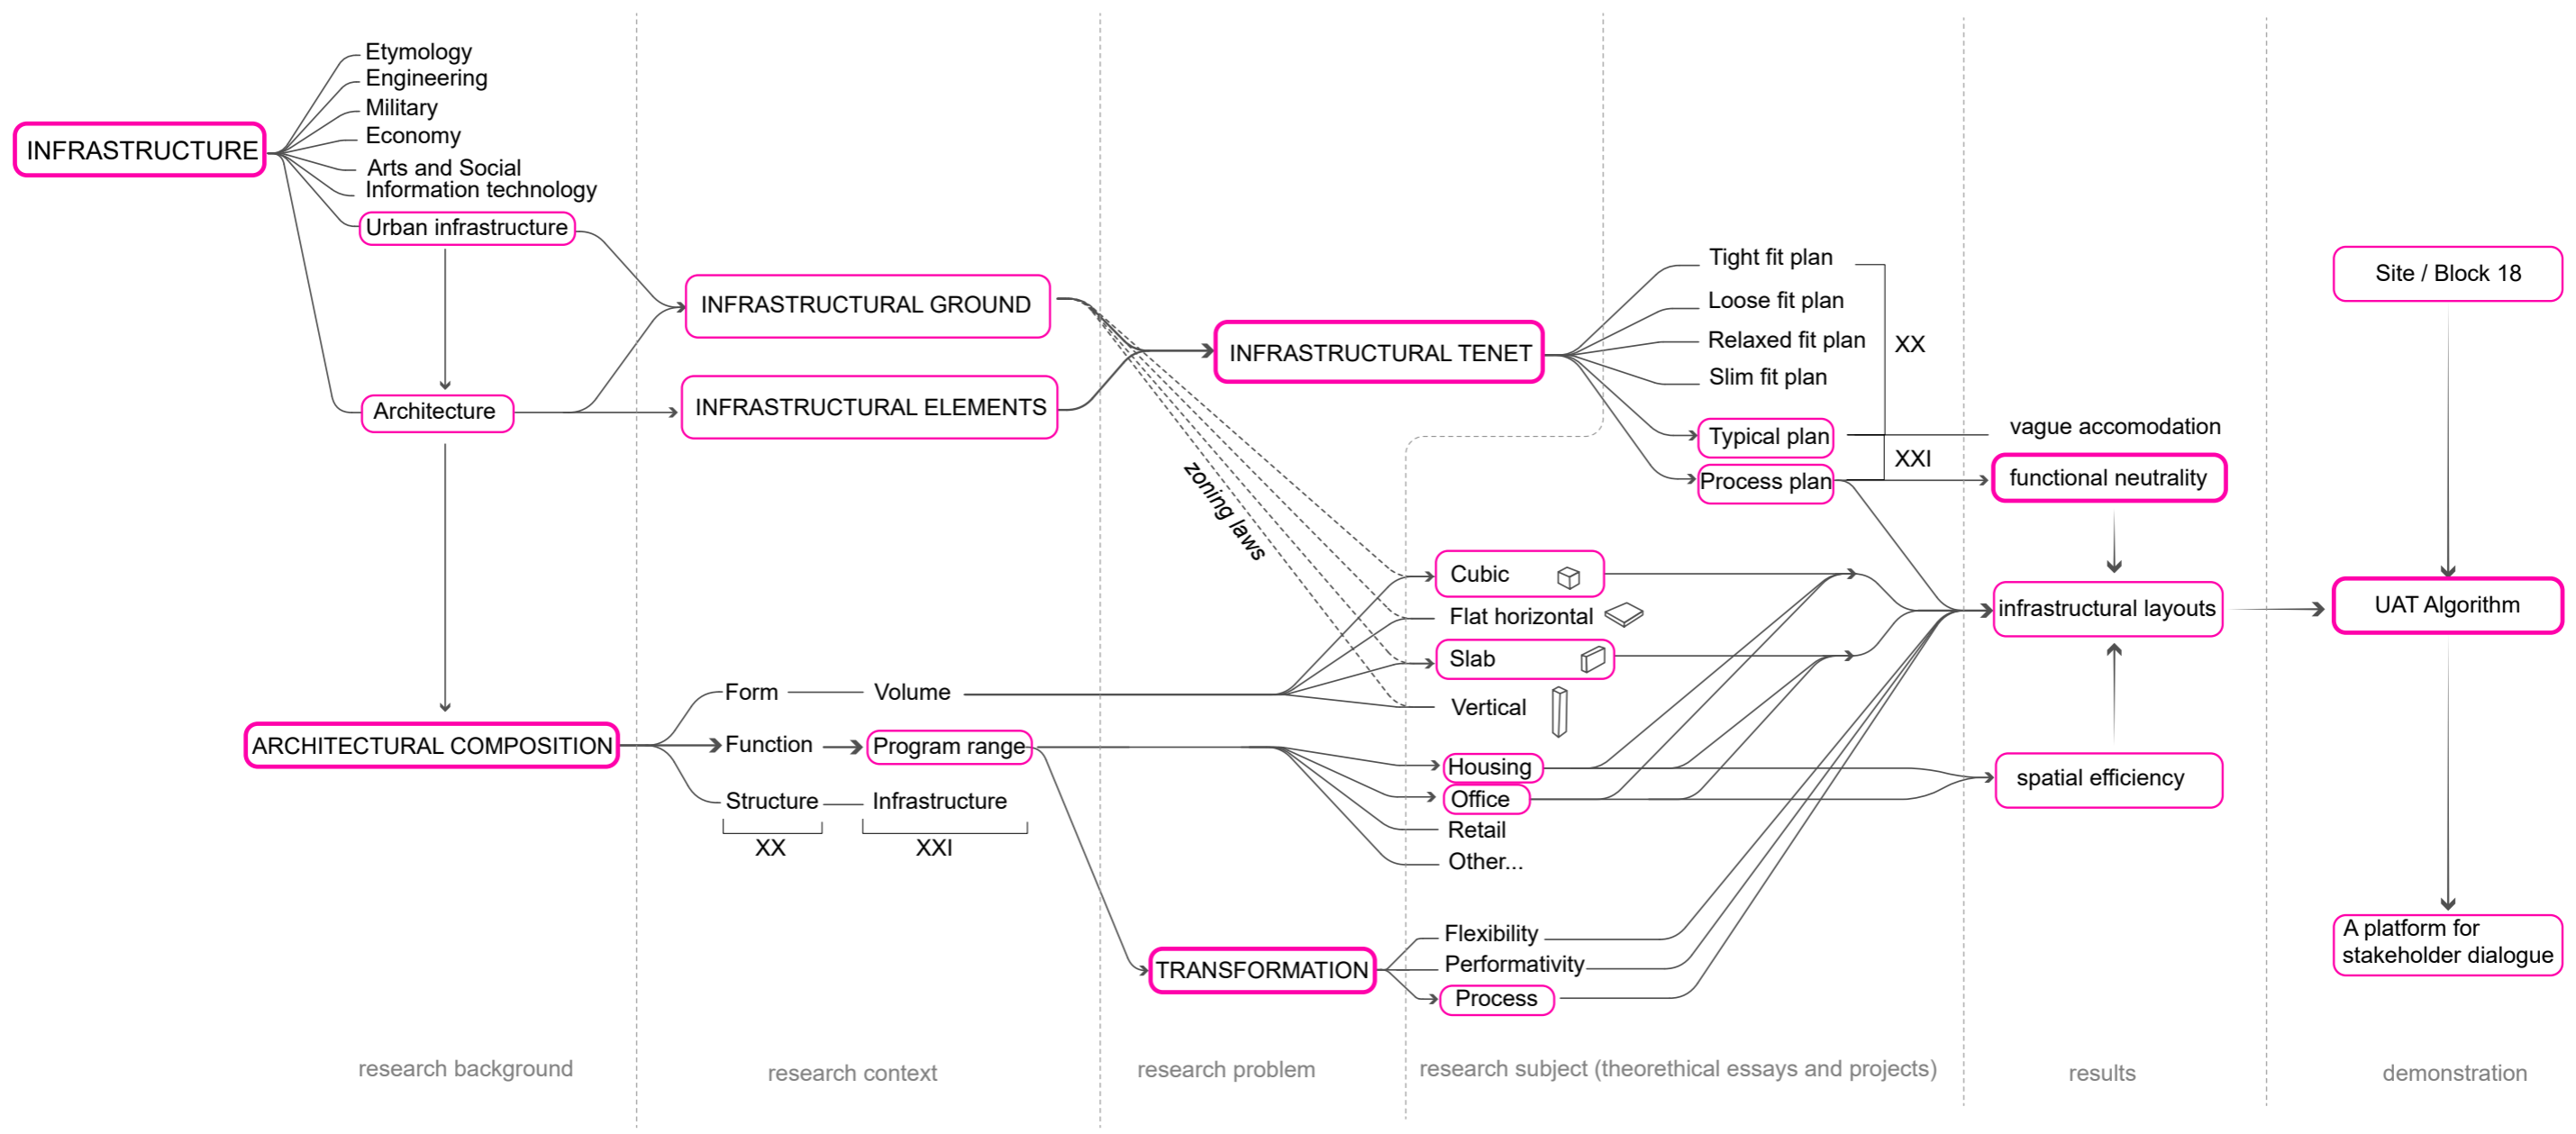 INFRASTRUCTURE
Etymology
Engineering
Military
Economy
Arts and Social
Information technology
Urban infrastructure
Architecture
ARCHITECTURAL COMPOSITION
INFRASTRUCTURAL GROUND
INFRASTRUCTURAL ELEMENTS
Form
Volume
Function
Program range
Structure
Infrastructure
XX
XXI
zoning laws
INFRASTRUCTURAL TENET
TRANSFORMATION
Tight fit plan
Loose fit plan
Relaxed fit plan
Slim fit plan
Typical plan
Process plan
XX
XXI
Cubic
Flat horizontal
Slab
Vertical
Housing
Office
Retail
Other...
Flexibility
Performativity
Process
vague accomodation
functional neutrality
infrastructural layouts
spatial efficiency
Site / Block 18
UAT Algorithm
A platform for
stakeholder dialogue
research background
research context
research problem
research subject (theorethical essays and projects)
results
demonstration